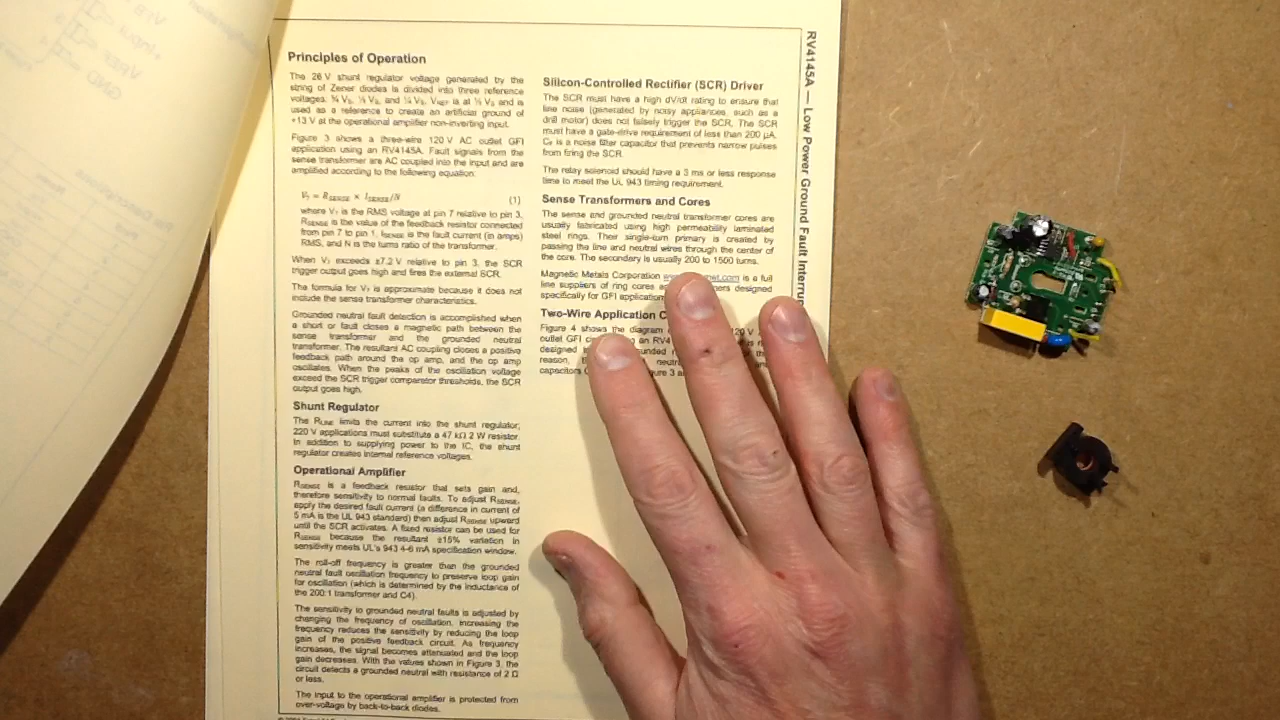 Principles of Operation
The 26 V shunt regulator voltage generated by the
string of Zener diodes is divided into three reference
voltages: ¾ VS, ½ VS, and ¼ VS. VREF is at ½ VS and is
used as a reference to create an artificial ground of
+13 V at the operational amplifier non-inverting input.
Figure 3 shows a three-wire 120 V AC outlet GFI
application using an RV4145A. Fault signals from the
sense transformer are AC coupled into the input and are
amplified according to the following equation:
V7 = RSENSE × ISENSE/N (1)
where V7 is the RMS voltage at pin 7 relative to pin 3,
RSENSE is the value of the feedback resistor connected
from pin 7 to pin 1, ISENSE is the fault current (in amps)
RMS, and N is the turns ratio of the transformer.
When V7 exceeds ±7.2 V relative to pin 3, the SCR
trigger output goes high and fires the external SCR.
The formula for V7 is approximate because it does not
include the sense transformer characteristics.
Grounded neutral fault detection is accomplished when
a short or fault closes a magnetic path between the
sense transformer and the grounded neutral
transformer. The resultant AC coupling closes a positive
feedback path around the op amp, and the op amp
oscillates. When the peaks of the oscillation voltage
exceed the SCR trigger comparator thresholds, the SCR
output goes high.
Shunt Regulator
The RLINE limits the current into the shunt regulator;
220 V applications must substitute a 47 kΩ 2 W resistor.
In addition to supplying power to the IC, the shunt
regulator creates internal reference voltages.
Operational Amplifier
RSENSE is a feedback resistor that sets gain and,
therefore sensitivity to normal faults. To adjust RSENSE,
apply the desired fault current (a difference in current of
5 mA is the UL 943 standard) then adjust RSENSE upward
until the SCR activates. A fixed resistor can be used for
RSENSE because the resultant ±15% variation in
sensitivity meets UL's 943 4-6 mA specification window.
The roll-off frequency is greater than the grounded
neutral fault oscillation frequency to preserve loop gain
for oscillation (which is determined by the inductance of
the 200:1 transformer and C4).
The sensitivity to grounded neutral faults is adjusted by
changing the frequency of oscillation. Increasing the
frequency reduces the sensitivity by reducing the loop
gain of the positive feedback circuit. As frequency
increases, the signal becomes attenuated and the loop
gain decreases. With the values shown in Figure 3, the
circuit detects a grounded neutral with resistance of 2 Ω
or less.
The input to the operational amplifier is protected from
over-voltage by back-to-back diodes.
Silicon-Controlled Rectifier (SCR) Driver
The SCR must have a high dV/dt rating to ensure that
line noise (generated by noisy appliances, such as a
drill motor) does not falsely trigger the SCR. The SCR
must have a gate-drive requirement of less than 200 µA.
is a noise filter capacitor that prevents narrow pulses
from firing the SCR.
The relay solenoid should have a 3 ms or less response
time to meet the UL 943 timing requirement.
Sense Transformers and Cores
The sense and grounded neutral transformer cores are
usually fabricated using high permeability laminated
steel rings. Their single-turn primary is created by
passing the line and neutral wires through the center of
the core. The secondary is usually 200 to 1500 turns.
Magnetic Metals Corporation is a full
line suppliers of ring cores designed
specifically for GFI
Two-Wire Application
Figure 4 shows the diagram 120 V
outlet GFI
designed
reason,
capacitors
RV4145A — Low Power Ground Fault